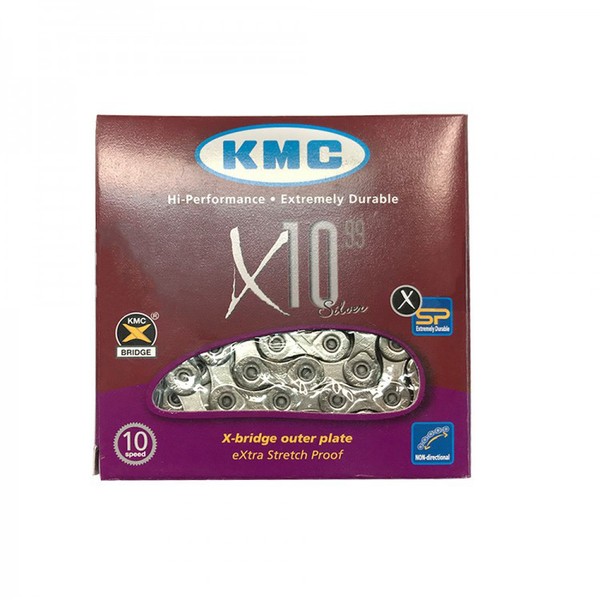 KMC
Hi-Performance • Extremely Durable
X10.99
Silver
X
SP
Extremely Durable
KMC
®
BRIDGE
10
speed
X-bridge outer plate
eXtra Stretch Proof
NON-directional